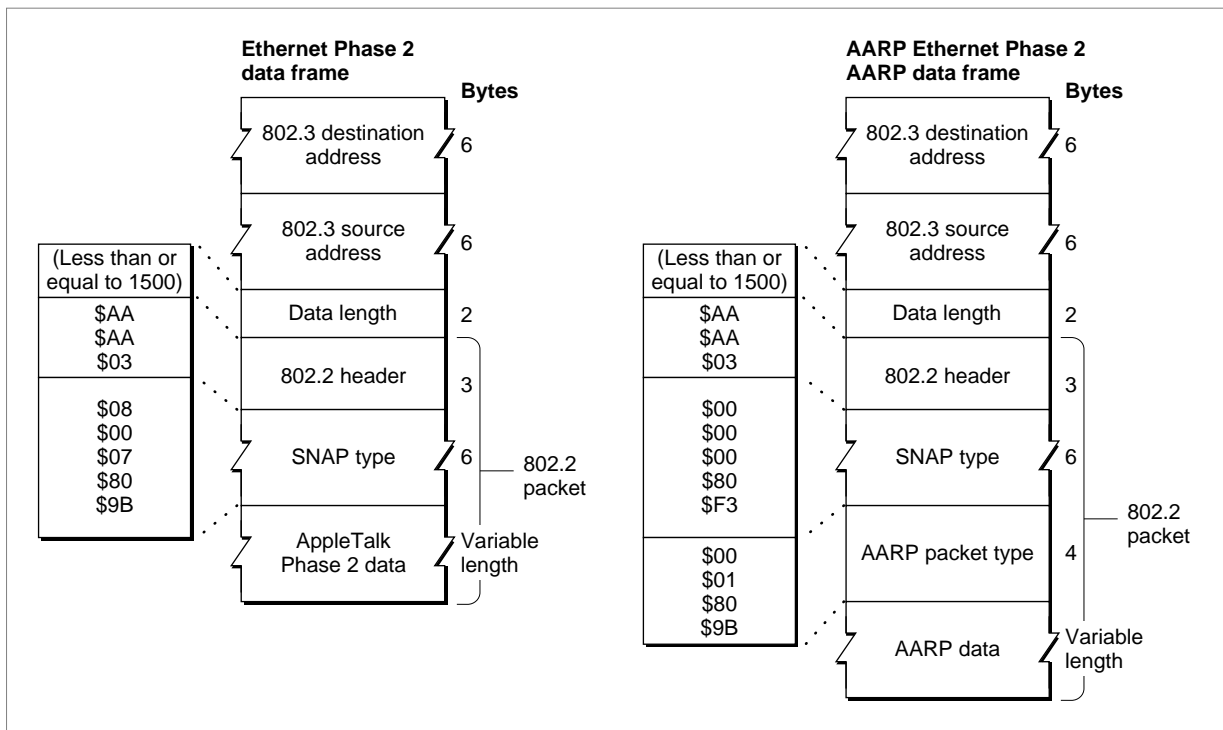 Ethernet Phase 2
data frame
Bytes
802.3 destination
address
6
802.3 source
address
6
(Less than or
equal to 1500)
Data length
2
$AA
$AA
$03
802.2 header
3
$08
$00
$07
$80
$9B
SNAP type
6
802.2
packet
AppleTalk
Phase 2 data
Variable
length
AARP Ethernet Phase 2
AARP data frame
Bytes
802.3 destination
address
6
802.3 source
address
6
(Less than or
equal to 1500)
Data length
2
$AA
$AA
$03
802.2 header
3
$00
$00
$00
$80
$F3
SNAP type
6
802.2
packet
$00
$01
$80
$9B
AARP packet type
4
AARP data
Variable
length